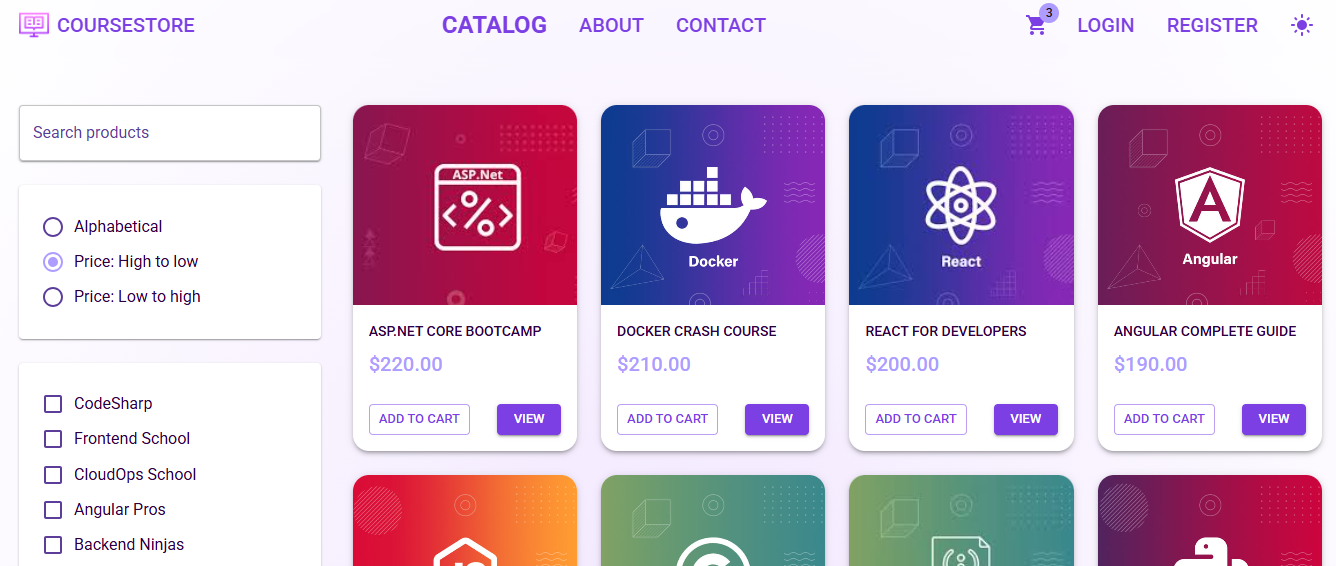 COURSESTORE
CATALOG
ABOUT
CONTACT
3
LOGIN
REGISTER
Search products
Alphabetical
Price: High to low
Price: Low to high
CodeSharp
Frontend School
CloudOps School
Angular Pros
Backend Ninjas
ASP.Net
<%>
ASP.NET CORE BOOTCAMP
$220.00
ADD TO CART
VIEW
Docker
DOCKER CRASH COURSE
$210.00
ADD TO CART
VIEW
React
REACT FOR DEVELOPERS
$200.00
ADD TO CART
VIEW
A
Angular
ANGULAR COMPLETE GUIDE
$190.00
ADD TO CART
VIEW